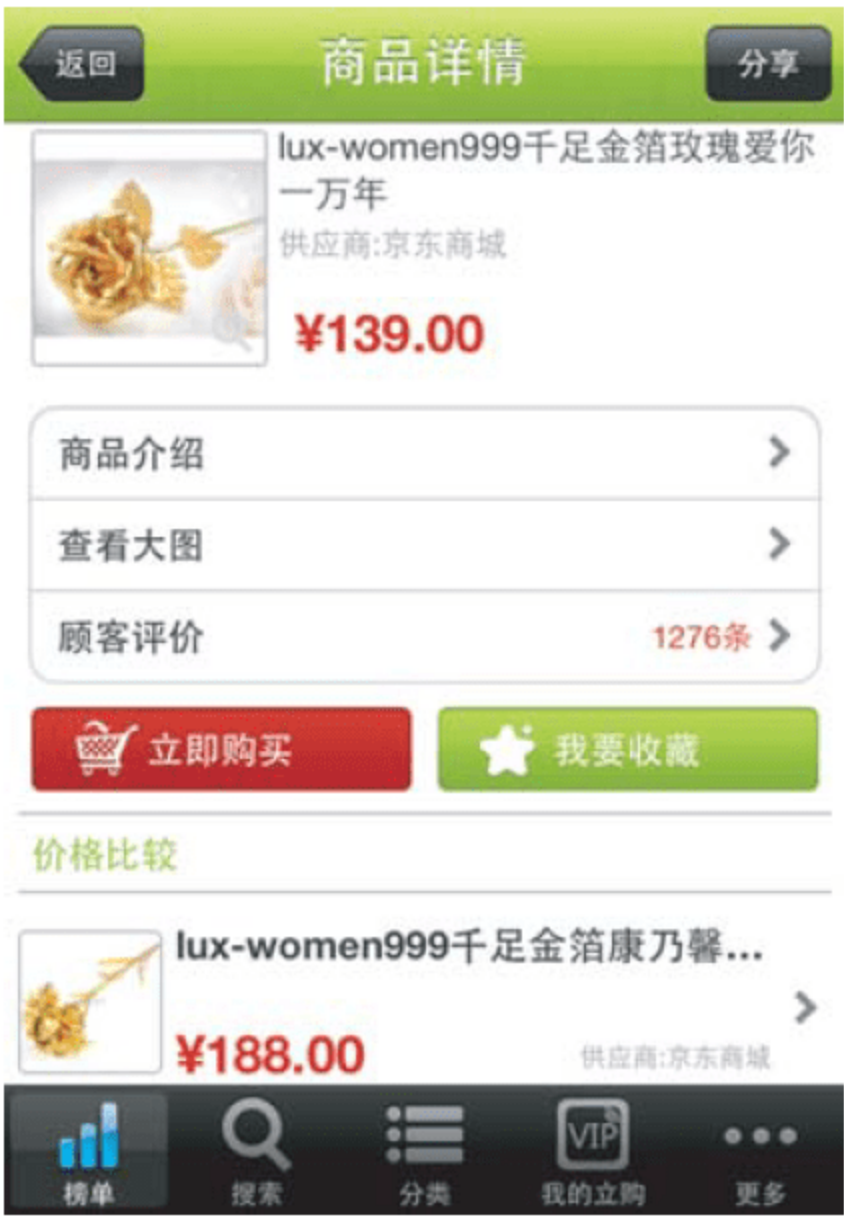 返回
商品详情
分享
lux-women999千足金箔玫瑰爱你
一万年
供应商:京东商城
¥139.00
商品介绍
查看大图
顾客评价
1276条
立即购买
我要收藏
价格比较
lux-women999千足金箔康乃馨...
¥188.00
供应商:京东商城
VIP
榜单
搜索
分类
我的立购
更多